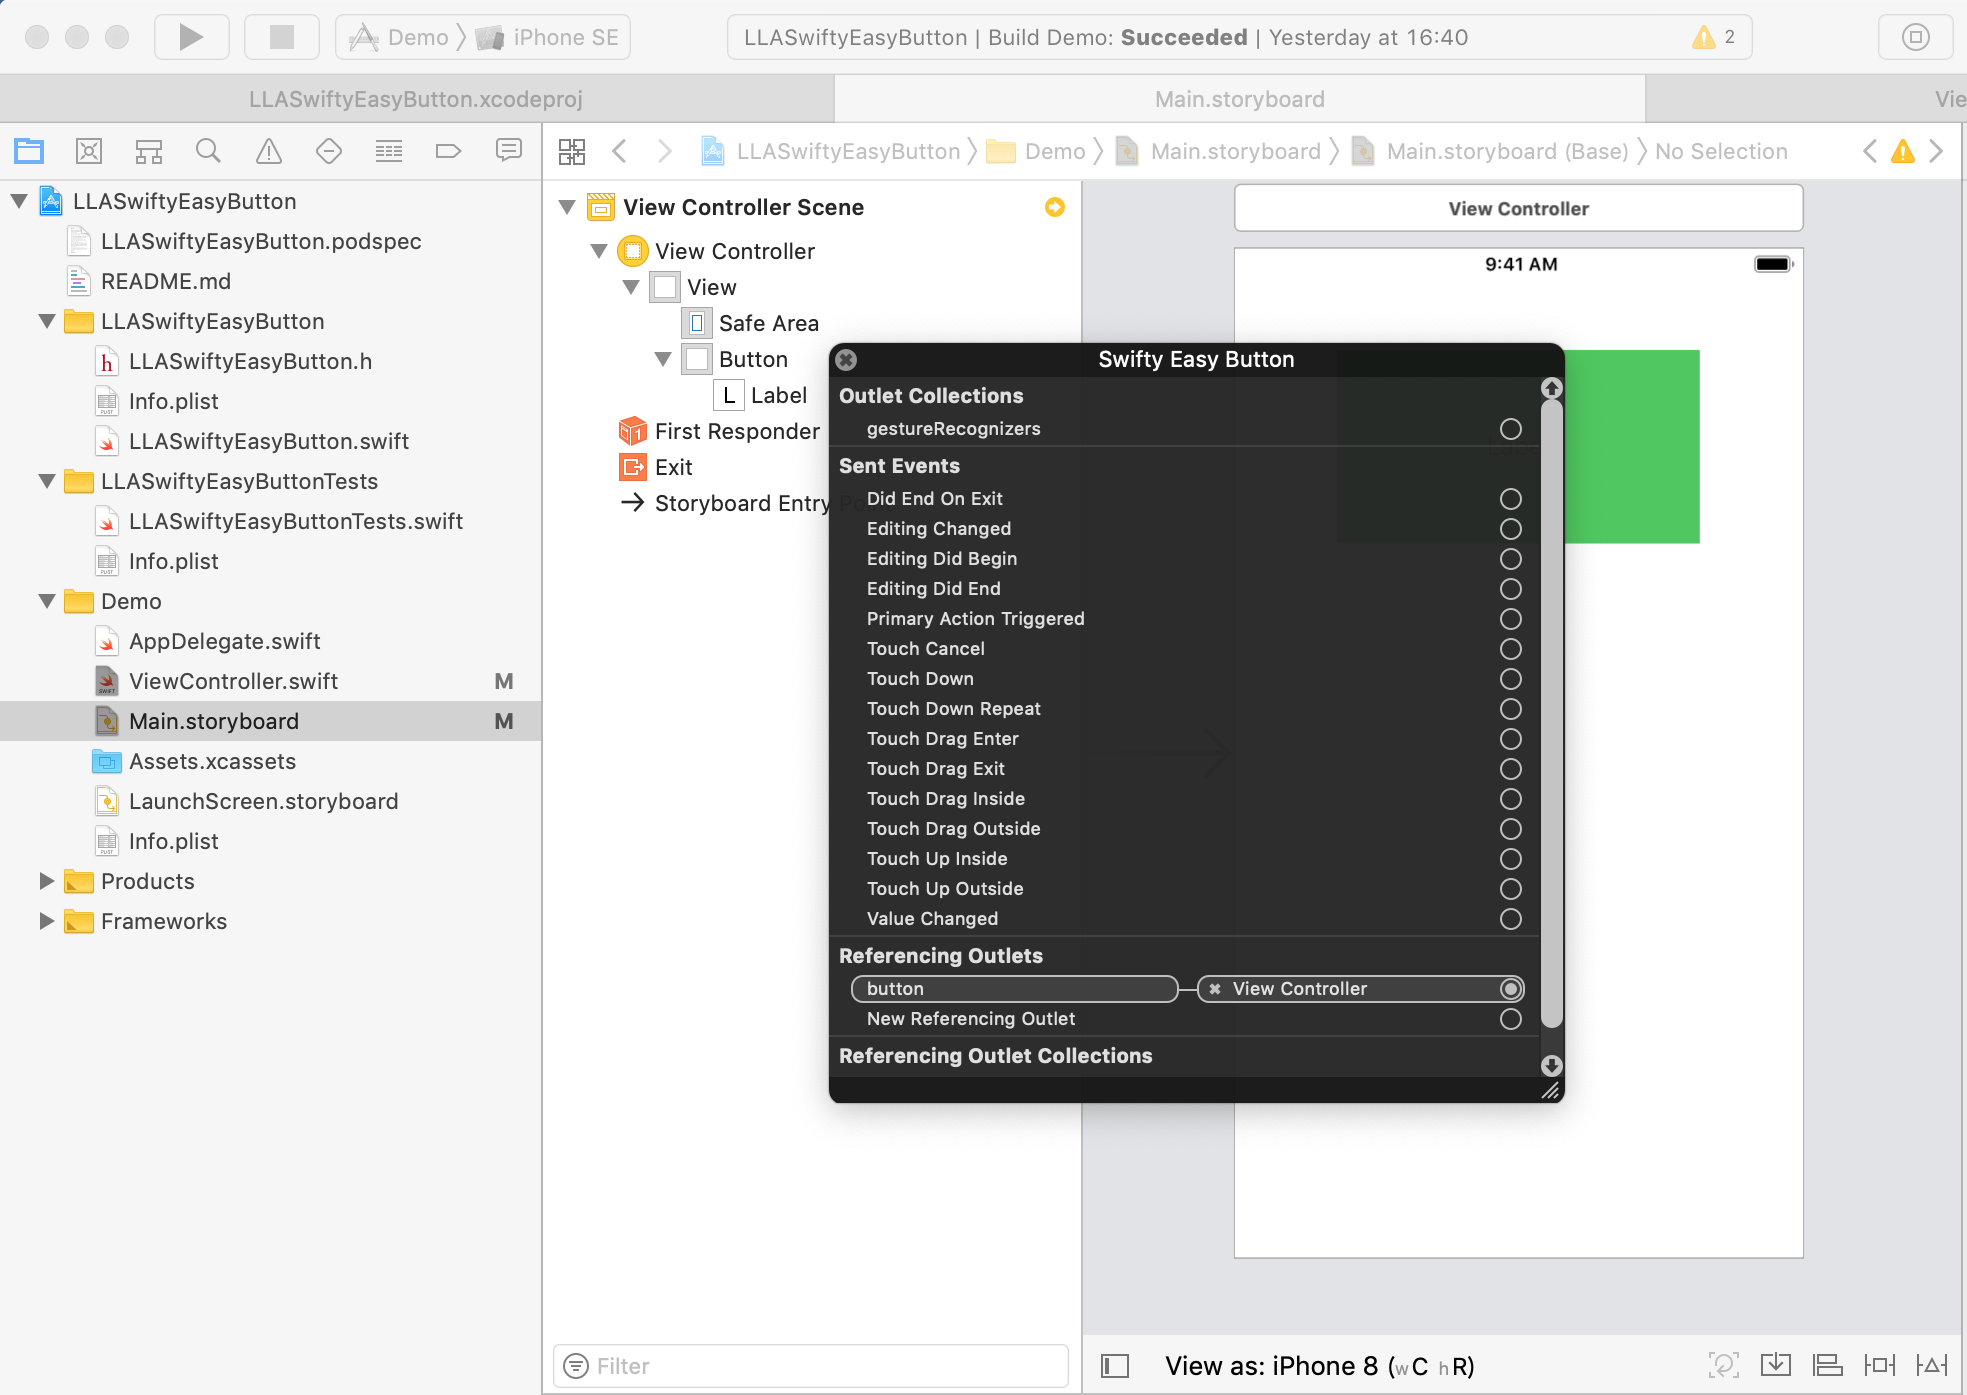 Demo iPhone SE
LLASwiftyEasyButton | Build Demo: Succeeded | Yesterday at 16:40 2
LLASwiftyEasyButton.xcodeproj
Main.storyboard
LLASwiftyEasyButton Demo Main.storyboard Main.storyboard (Base) No Selection
LLASwiftyEasyButton
LLASwiftyEasyButton.podspec
README.md
LLASwiftyEasyButton
LLASwiftyEasyButton.h
Info.plist
LLASwiftyEasyButton.swift
LLASwiftyEasyButtonTests
LLASwiftyEasyButtonTests.swift
Info.plist
Demo
AppDelegate.swift
ViewController.swift M
Main.storyboard M
Assets.xcassets
LaunchScreen.storyboard
Info.plist
Products
Frameworks
View Controller Scene
View Controller
View
Safe Area
Button
L Label
First Responder
Exit
Storyboard Entry
Filter
View Controller
9:41 AM
Swifty Easy Button
Outlet Collections
gestureRecognizers
Sent Events
Did End On Exit
Editing Changed
Editing Did Begin
Editing Did End
Primary Action Triggered
Touch Cancel
Touch Down
Touch Down Repeat
Touch Drag Enter
Touch Drag Exit
Touch Drag Inside
Touch Drag Outside
Touch Up Inside
Touch Up Outside
Value Changed
Referencing Outlets
button View Controller
New Referencing Outlet
Referencing Outlet Collections
View as: iPhone 8 (wC hR)